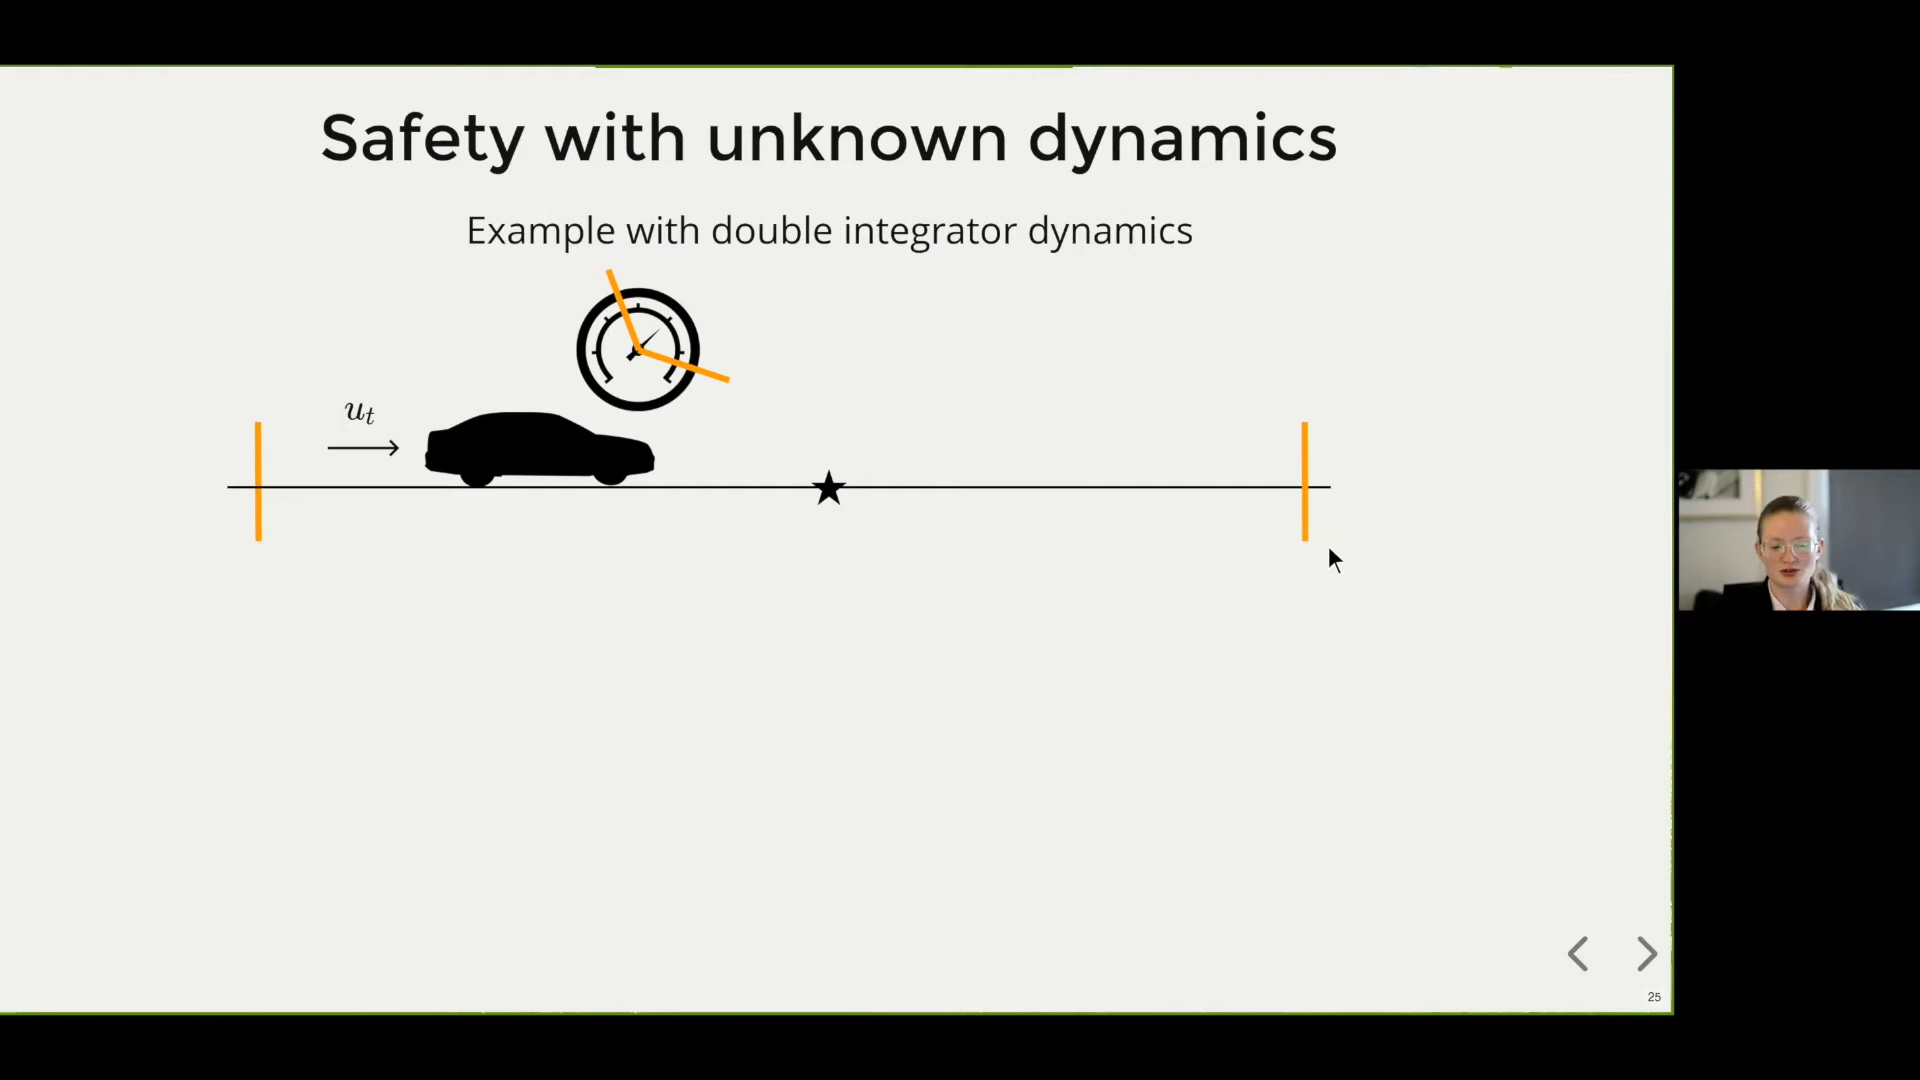 Safety with unknown dynamics
Example with double integrator dynamics
u_t
25